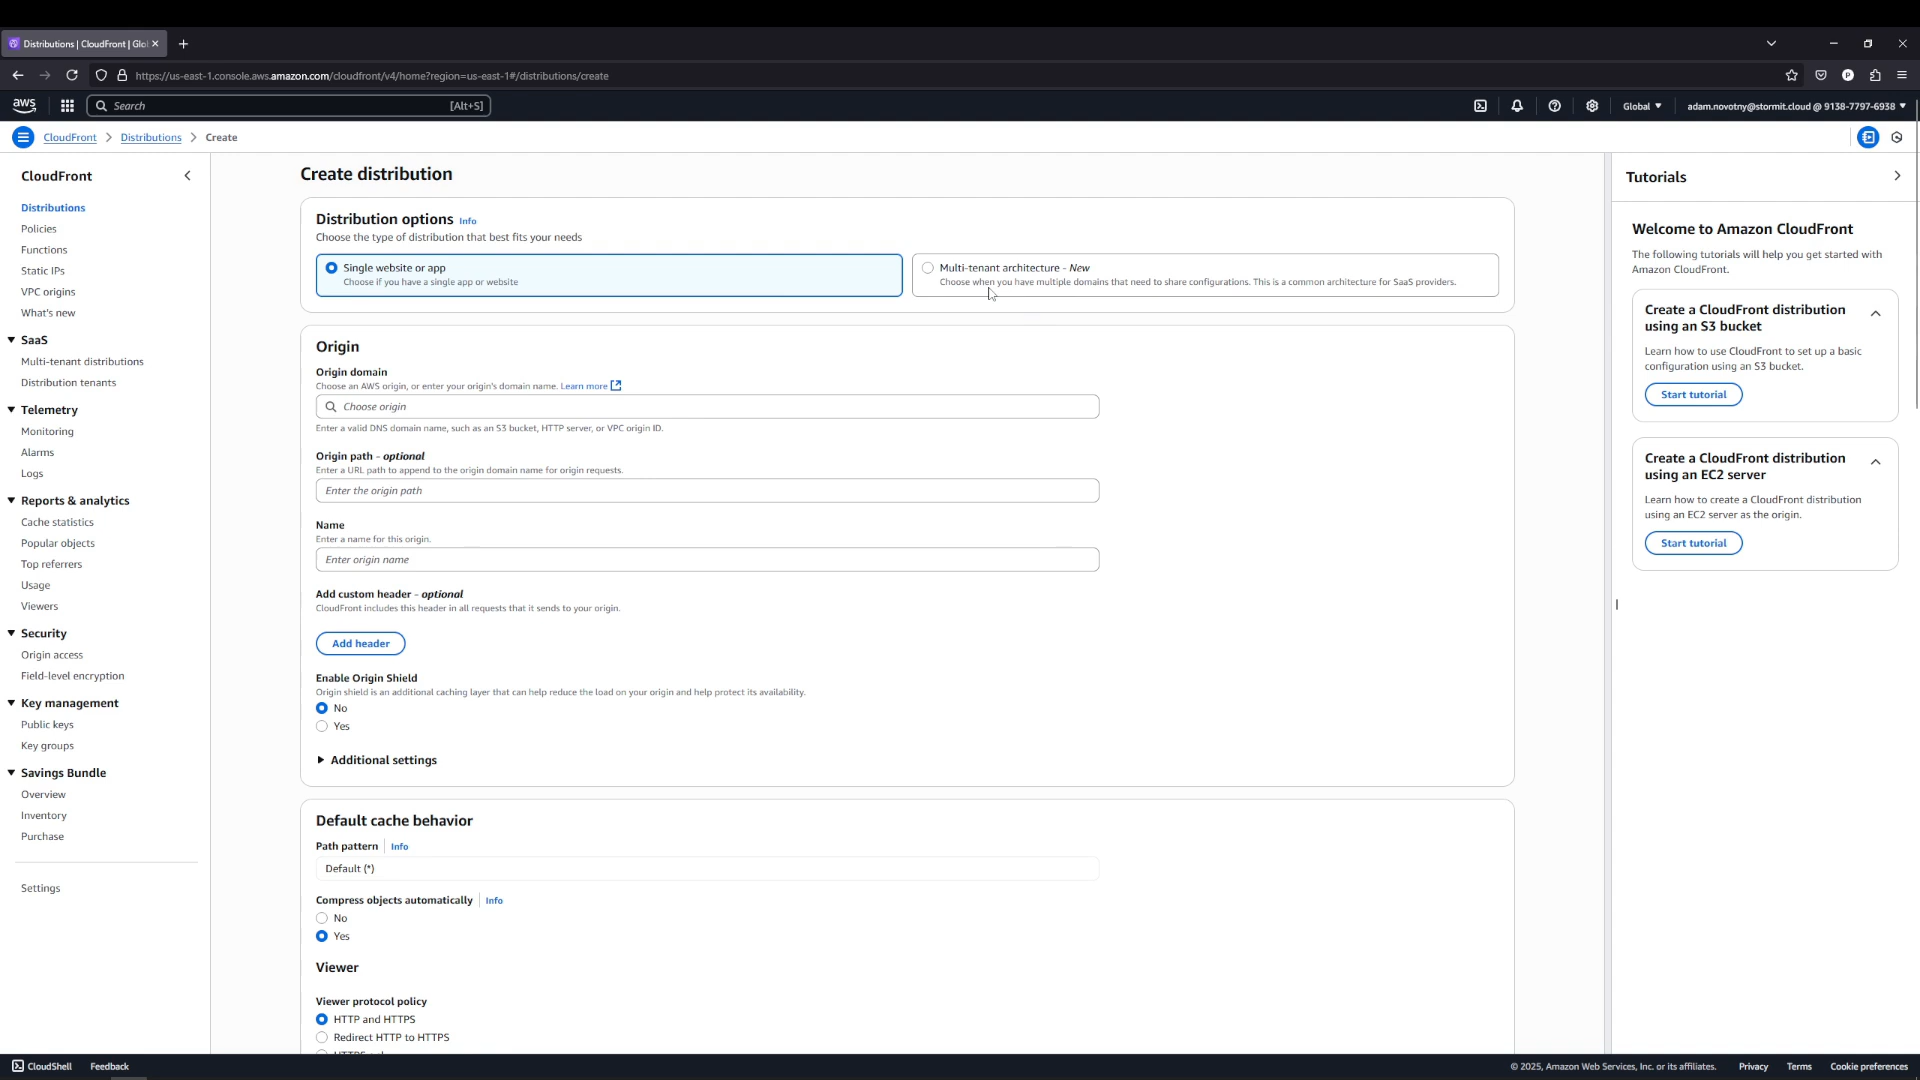 Distributions | CloudFront | Glo
https://us-east-1.console.aws.amazon.com/cloudfront/v4/home?region=us-east-1#/distributions/create
aws
Search
[Alt+S]
Global
adam.novotny@stormit.cloud @ 9138-7797-6938
CloudFront
Distributions
Create
CloudFront
Distributions
Policies
Functions
Static IPs
VPC origins
What's new
SaaS
Multi-tenant distributions
Distribution tenants
Telemetry
Monitoring
Alarms
Logs
Reports & analytics
Cache statistics
Popular objects
Top referrers
Usage
Viewers
Security
Origin access
Field-level encryption
Key management
Public keys
Key groups
Savings Bundle
Overview
Inventory
Purchase
Settings
Create distribution
Distribution options Info
Choose the type of distribution that best fits your needs
Single website or app
Choose if you have a single app or website
Multi-tenant architecture - New
Choose when you have multiple domains that need to share configurations. This is a common architecture for SaaS providers.
Origin
Origin domain
Choose an AWS origin, or enter your origin's domain name. Learn more
Choose origin
Enter a valid DNS domain name, such as an S3 bucket, HTTP server, or VPC origin ID.
Origin path - optional
Enter a URL path to append to the origin domain name for origin requests.
Enter the origin path
Name
Enter a name for this origin.
Enter origin name
Add custom header - optional
CloudFront includes this header in all requests that it sends to your origin.
Add header
Enable Origin Shield
Origin shield is an additional caching layer that can help reduce the load on your origin and help protect its availability.
No
Yes
Additional settings
Default cache behavior
Path pattern Info
Default (*)
Compress objects automatically Info
No
Yes
Viewer
Viewer protocol policy
HTTP and HTTPS
Redirect HTTP to HTTPS
Tutorials
Welcome to Amazon CloudFront
The following tutorials will help you get started with
Amazon CloudFront.
Create a CloudFront distribution
using an S3 bucket
Learn how to use CloudFront to set up a basic
configuration using an S3 bucket.
Start tutorial
Create a CloudFront distribution
using an EC2 server
Learn how to create a CloudFront distribution
using an EC2 server as the origin.
Start tutorial
CloudShell
Feedback
© 2025, Amazon Web Services, Inc. or its affiliates.
Privacy
Terms
Cookie preferences